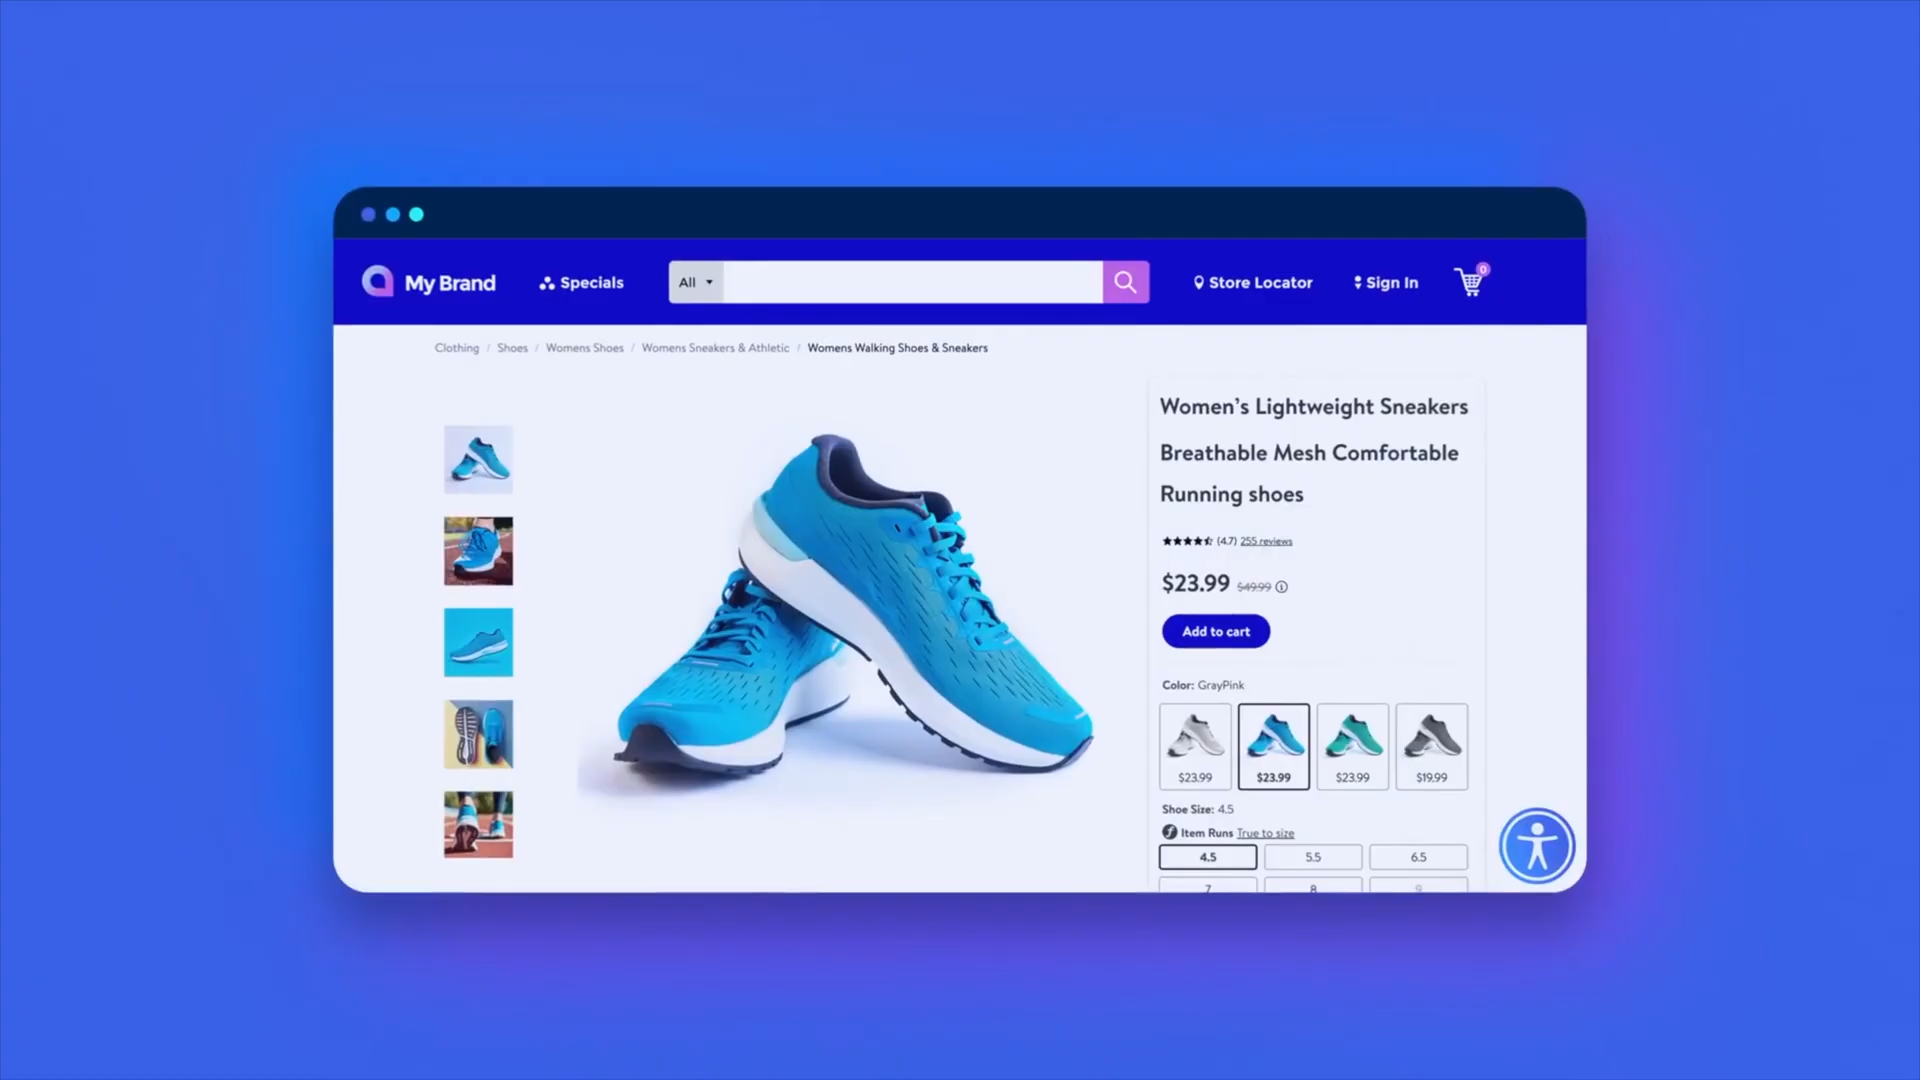 My Brand
Specials
All
Store Locator
Sign In
0
Clothing / Shoes / Womens Shoes / Womens Sneakers & Athletic / Womens Walking Shoes & Sneakers
Women’s Lightweight Sneakers
Breathable Mesh Comfortable
Running shoes
(4.7) 255 reviews
$23.99 $49.99
Add to cart
Color: GrayPink
$23.99 $23.99 $23.99 $19.99
Shoe Size: 4.5
Item Runs True to size
4.5 5.5 6.5
7 8 9